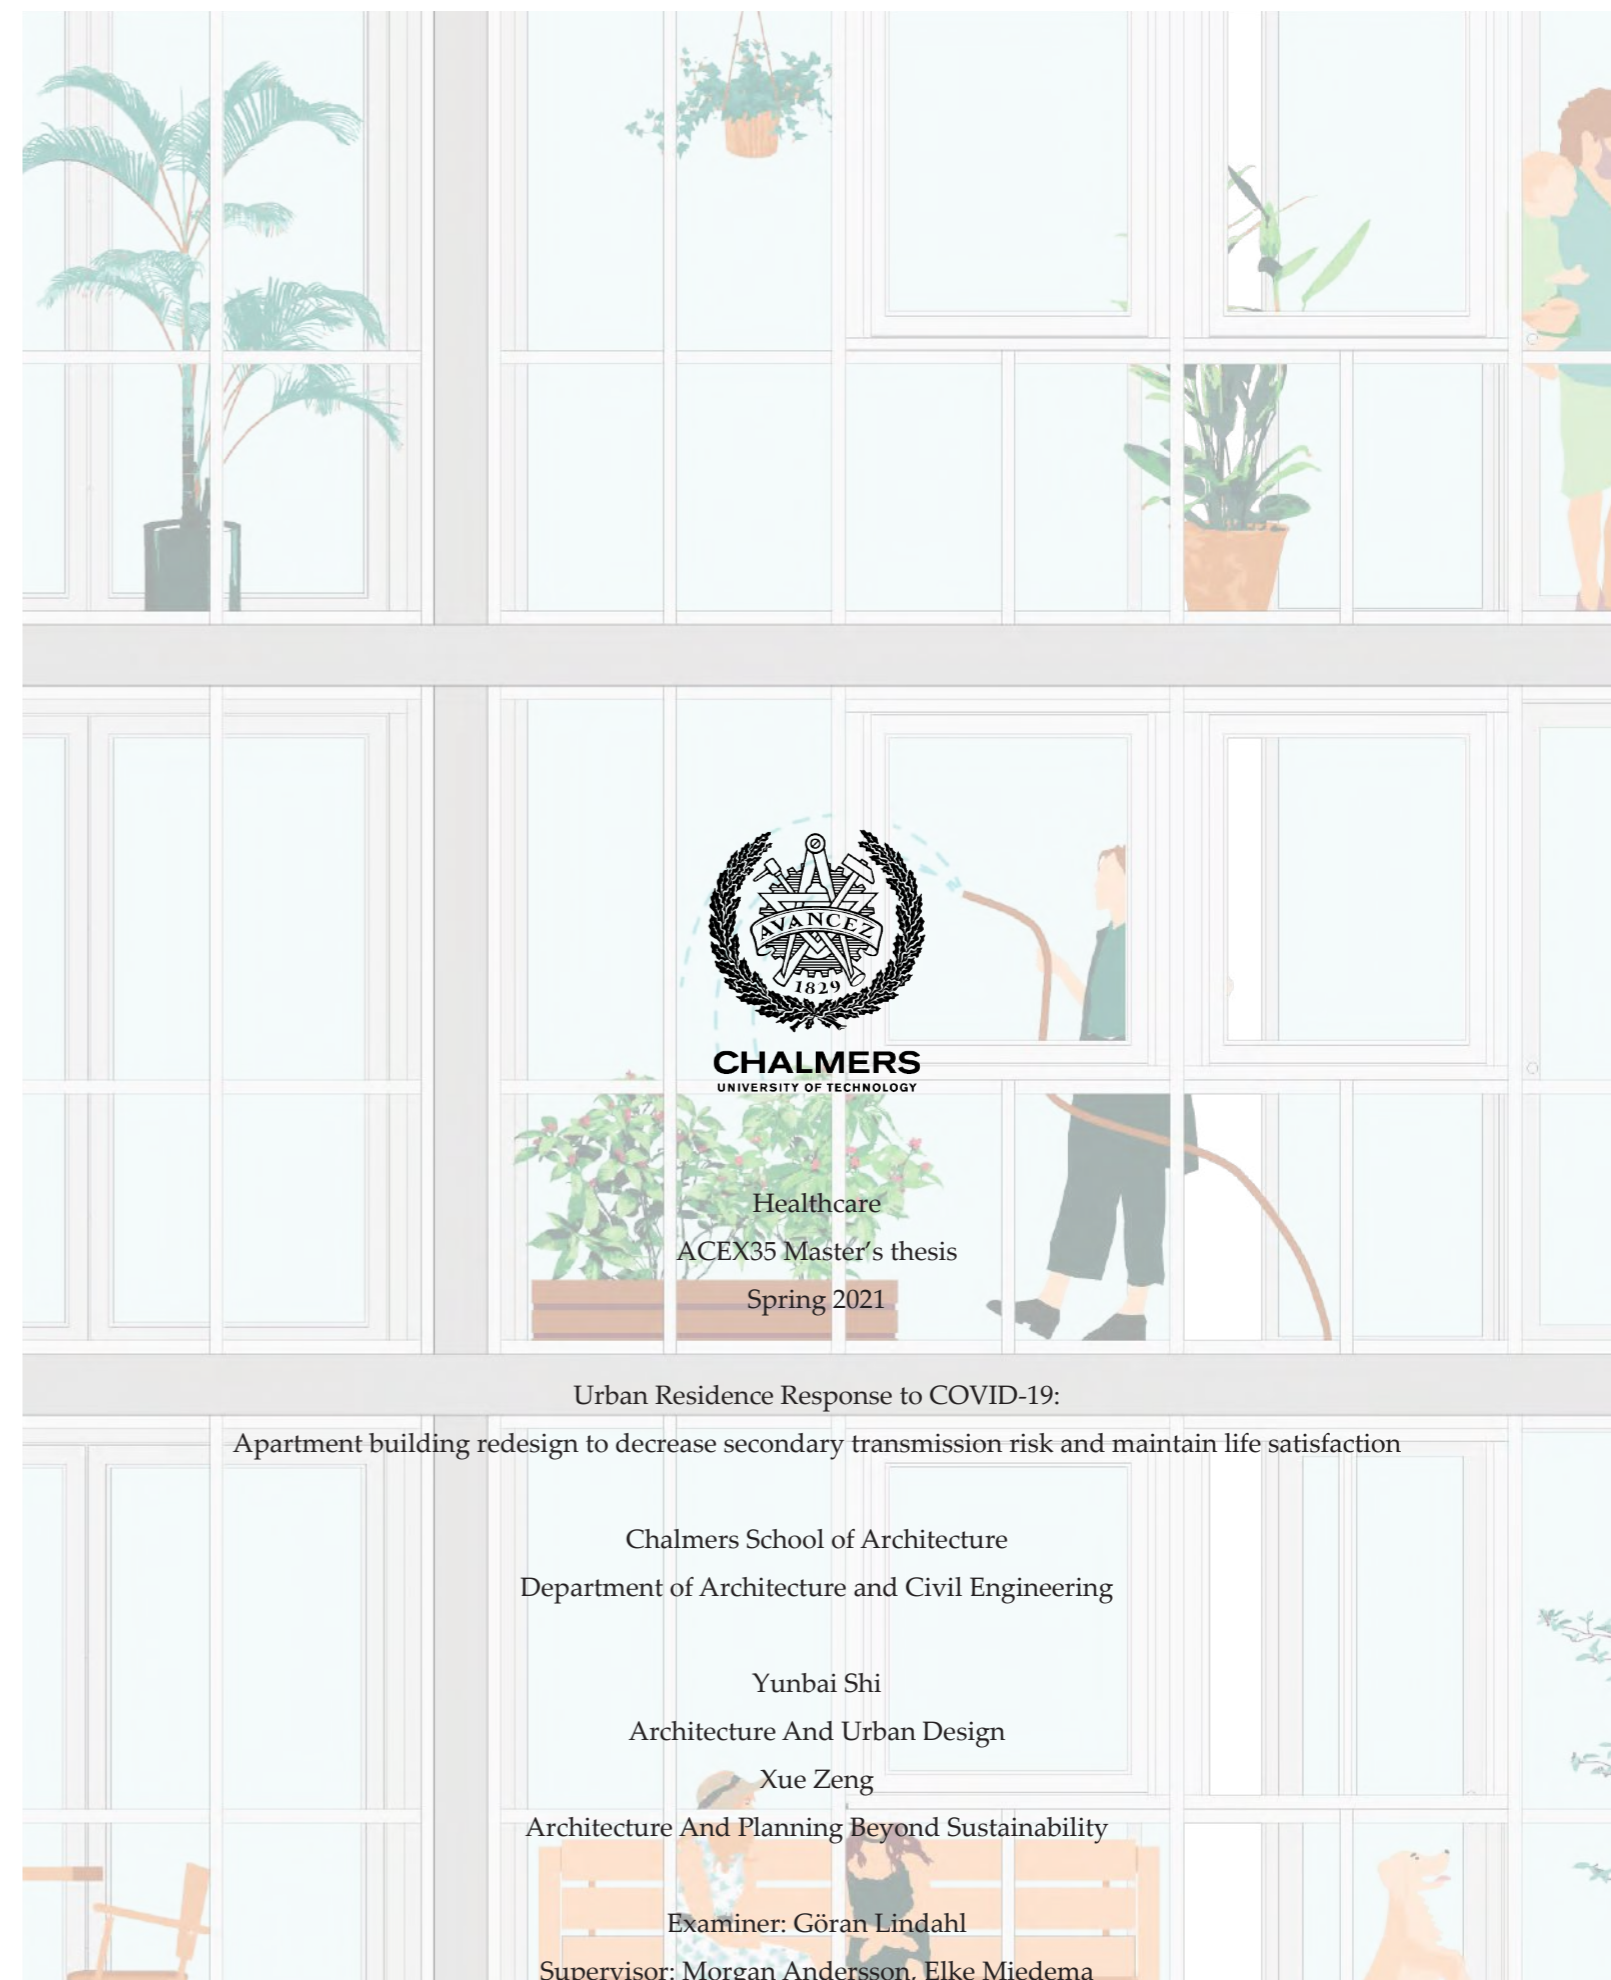 AVANCEZ
1829
CHALMERS
UNIVERSITY OF TECHNOLOGY
Healthcare
ACEX35 Master's thesis
Spring 2021
Urban Residence Response to COVID-19:
Apartment building redesign to decrease secondary transmission risk and maintain life satisfaction
Chalmers School of Architecture
Department of Architecture and Civil Engineering
Yunbai Shi
Architecture And Urban Design
Xue Zeng
Architecture And Planning Beyond Sustainability
Examiner: Göran Lindahl
Supervisor: Morgan Andersson, Elke Miedema